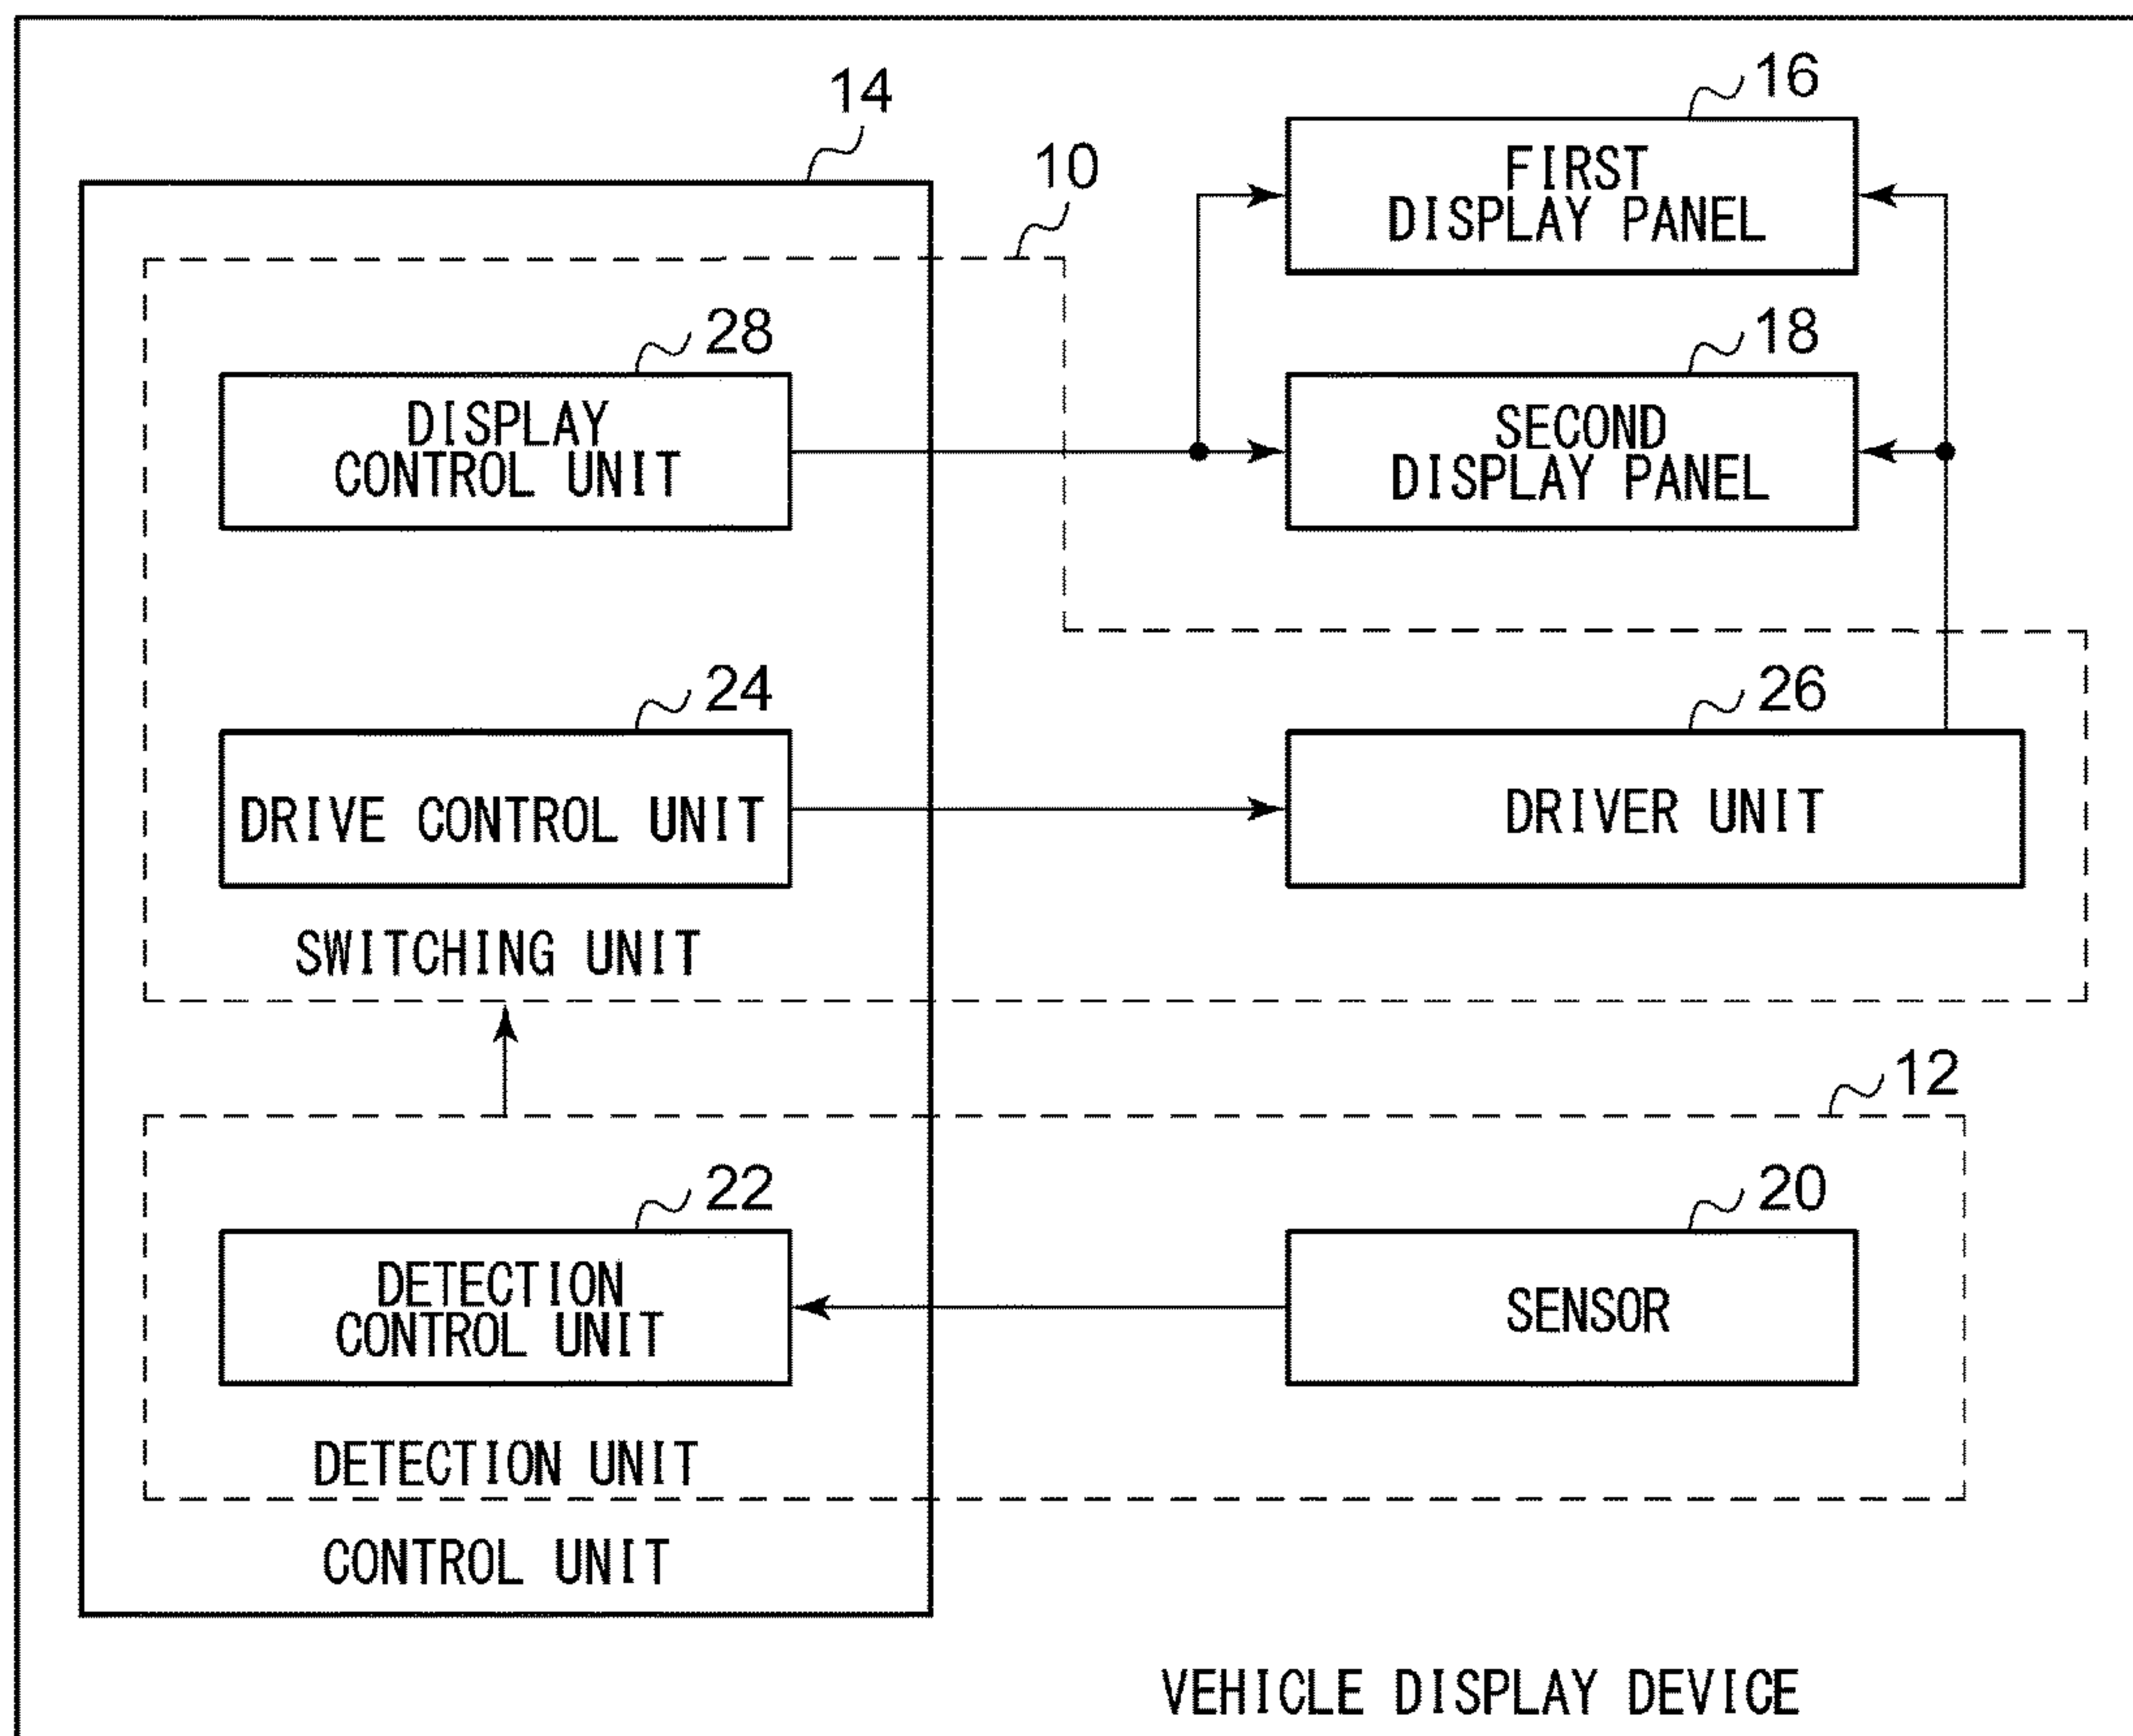 14
16
10
FIRST
DISPLAY PANEL
28
18
DISPLAY
CONTROL UNIT
SECOND
DISPLAY PANEL
24
26
DRIVE CONTROL UNIT
DRIVER UNIT
SWITCHING UNIT
12
22
20
DETECTION
CONTROL UNIT
SENSOR
DETECTION UNIT
CONTROL UNIT
VEHICLE DISPLAY DEVICE